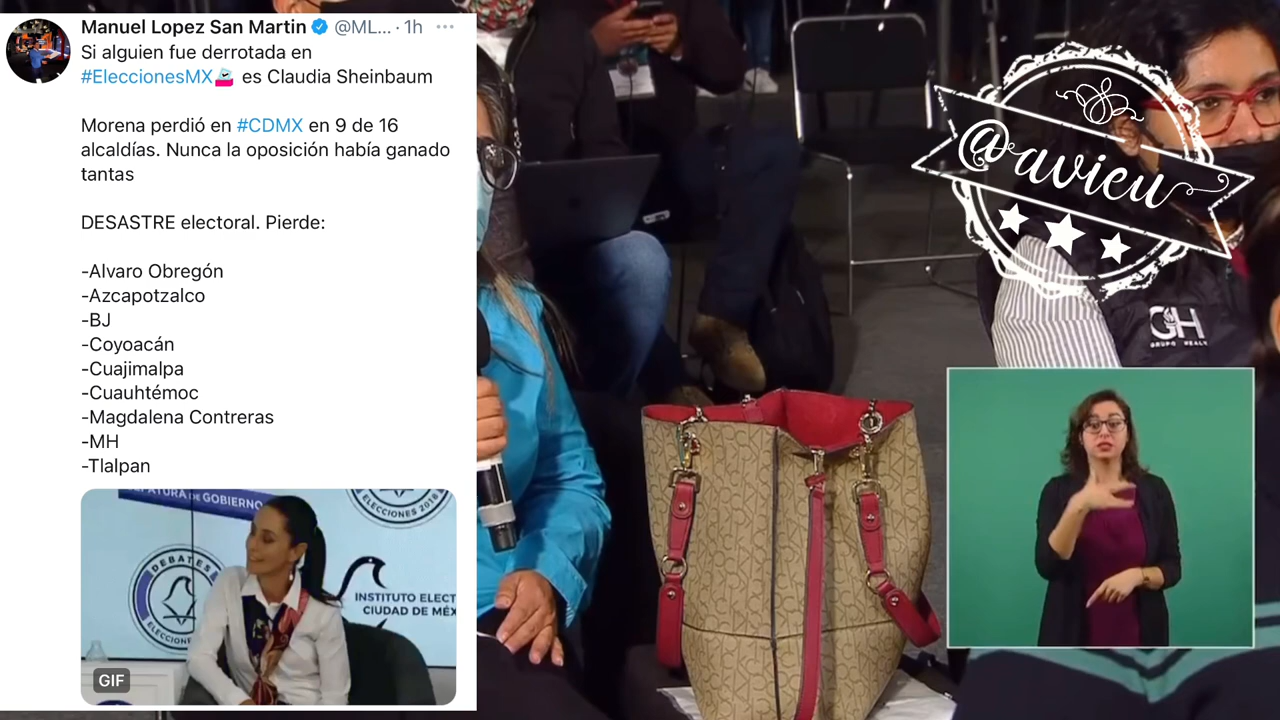 Manuel Lopez San Martin @ML... · 1h ...
Si alguien fue derrotada en
#EleccionesMX es Claudia Sheinbaum
Morena perdió en #CDMX en 9 de 16
alcaldías. Nunca la oposición había ganado
tantas
DESASTRE electoral. Pierde:
-Alvaro Obregón
-Azcapotzalco
-BJ
-Coyoacán
-Cuajimalpa
-Cuauhtémoc
-Magdalena Contreras
-MH
-Tlalpan
DE GOBIERNO
ELECCIONES 2018
DEBATES
INSTITUTO ELECT
CIUDAD DE MÉX
GIF
@avieu
GH